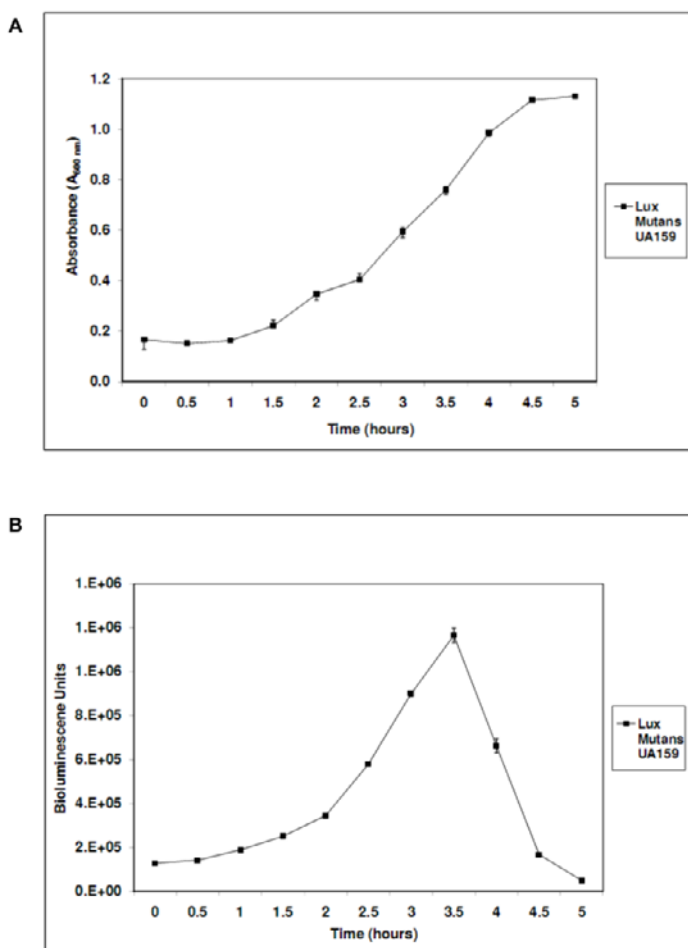 A
1.2
1.0
0.8
0.6
0.4
0.2
0.0
Absorbance (A600 nm)
0 0.5 1 1.5 2 2.5 3 3.5 4 4.5 5
Time (hours)
Lux
Mutans
UA159
B
1.E+06
1.E+06
1.E+06
8.E+05
6.E+05
4.E+05
2.E+05
0.E+00
Bioluminescene Units
0 0.5 1 1.5 2 2.5 3 3.5 4 4.5 5
Time (hours)
Lux
Mutans
UA159